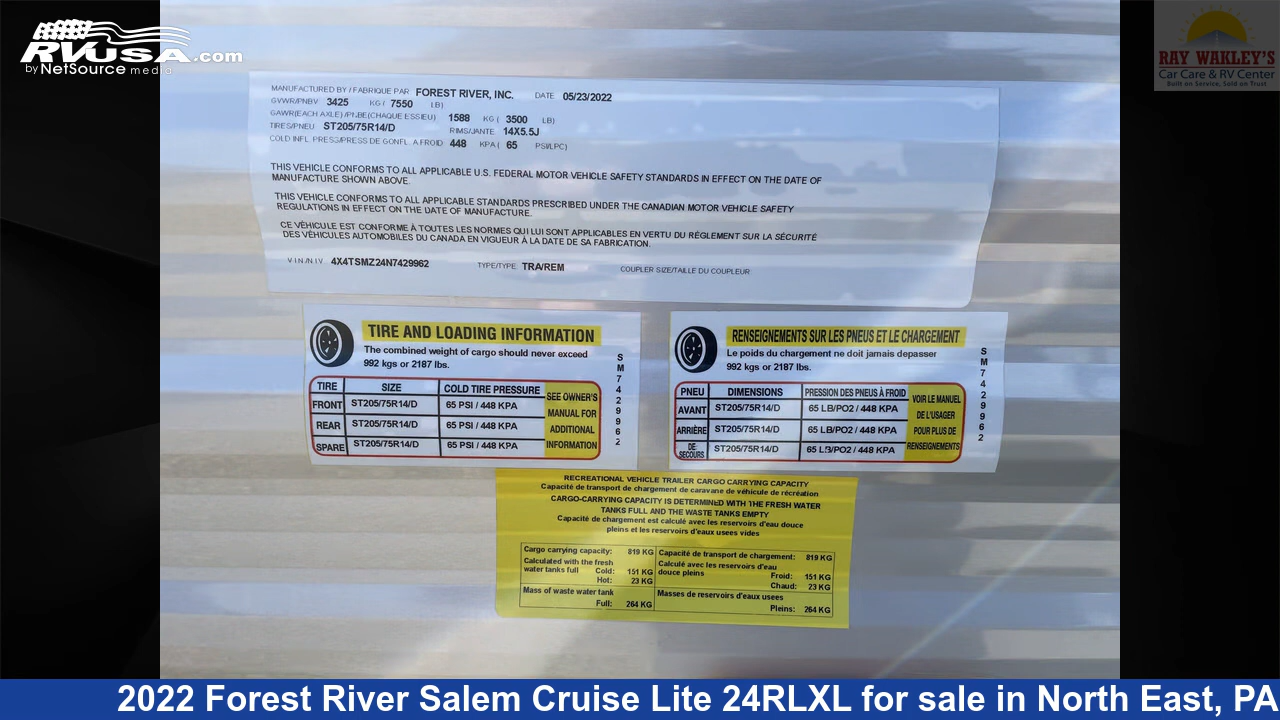 RVUSA.com
by NetSource media
RAY WAKLEY'S
Car Care & RV Center
Built on Service, Sold on Trust
MANUFACTURED BY / FABRIQUE PAR FOREST RIVER, INC. DATE 05/23/2022
GVWR/PNBV 3425 KG ( 7550 LB)
GAWR(EACH AXLE) /PNBE(CHAQUE ESSIEU) 1588 KG ( 3500 LB)
TIRES/PNEU ST205/75R14/D RIMS/JANTE 14X5.5J
COLD INFL. PRESS/PRESS DE GONFL. A FROID 448 KPA ( 65 PSI/LPC)
THIS VEHICLE CONFORMS TO ALL APPLICABLE U.S. FEDERAL MOTOR VEHICLE SAFETY STANDARDS IN EFFECT ON THE DATE OF
MANUFACTURE SHOWN ABOVE.
THIS VEHICLE CONFORMS TO ALL APPLICABLE STANDARDS PRESCRIBED UNDER THE CANADIAN MOTOR VEHICLE SAFETY
REGULATIONS IN EFFECT ON THE DATE OF MANUFACTURE.
CE VÉHICULE EST CONFORME À TOUTES LES NORMES QUI LUI SONT APPLICABLES EN VERTU DU RÈGLEMENT SUR LA SÉCURITÉ
DES VÉHICULES AUTOMOBILES DU CANADA EN VIGUEUR À LA DATE DE SA FABRICATION.
V I N /N I V 4X4TSMZ24N7429962 TYPE/TYPE TRA/REM COUPLER SIZE/TAILLE DU COUPLEUR
TIRE AND LOADING INFORMATION
The combined weight of cargo should never exceed
992 kgs or 2187 lbs.
TIRE SIZE COLD TIRE PRESSURE
FRONT ST205/75R14/D 65 PSI / 448 KPA
REAR ST205/75R14/D 65 PSI / 448 KPA
SPARE ST205/75R14/D 65 PSI / 448 KPA
SEE OWNER'S
MANUAL FOR
ADDITIONAL
INFORMATION
SM7429962
RENSEIGNEMENTS SUR LES PNEUS ET LE CHARGEMENT
Le poids du chargement ne doit jamais depasser
992 kgs or 2187 lbs.
PNEU DIMENSIONS PRESSION DES PNEUS À FROID
AVANT ST205/75R14/D 65 LB/PO2 / 448 KPA
ARRIÈRE ST205/75R14/D 65 LB/PO2 / 448 KPA
DE SECOURS ST205/75R14/D 65 LB/PO2 / 448 KPA
VOIR LE MANUEL
DE L'USAGER
POUR PLUS DE
RENSEIGNEMENTS
SM7429962
RECREATIONAL VEHICLE TRAILER CARGO CARRYING CAPACITY
Capacité de transport de chargement de caravane de véhicule de récréation
CARGO-CARRYING CAPACITY IS DETERMINED WITH THE FRESH WATER
TANKS FULL AND THE WASTE TANKS EMPTY
Capacité de chargement est calculé avec les reservoirs d'eau douce
pleins et les reservoirs d'eaux usees vides
Cargo carrying capacity: 819 KG
Calculated with the fresh
water tanks full Cold: 151 KG
Hot: 23 KG
Mass of waste water tank
Full: 264 KG
Capacité de transport de chargement: 819 KG
Calculé avec les reservoirs d'eau
douce pleins Froid: 151 KG
Chaud: 23 KG
Masses de reservoirs d'eaux usees
Pleins: 264 KG
2022 Forest River Salem Cruise Lite 24RLXL for sale in North East, PA